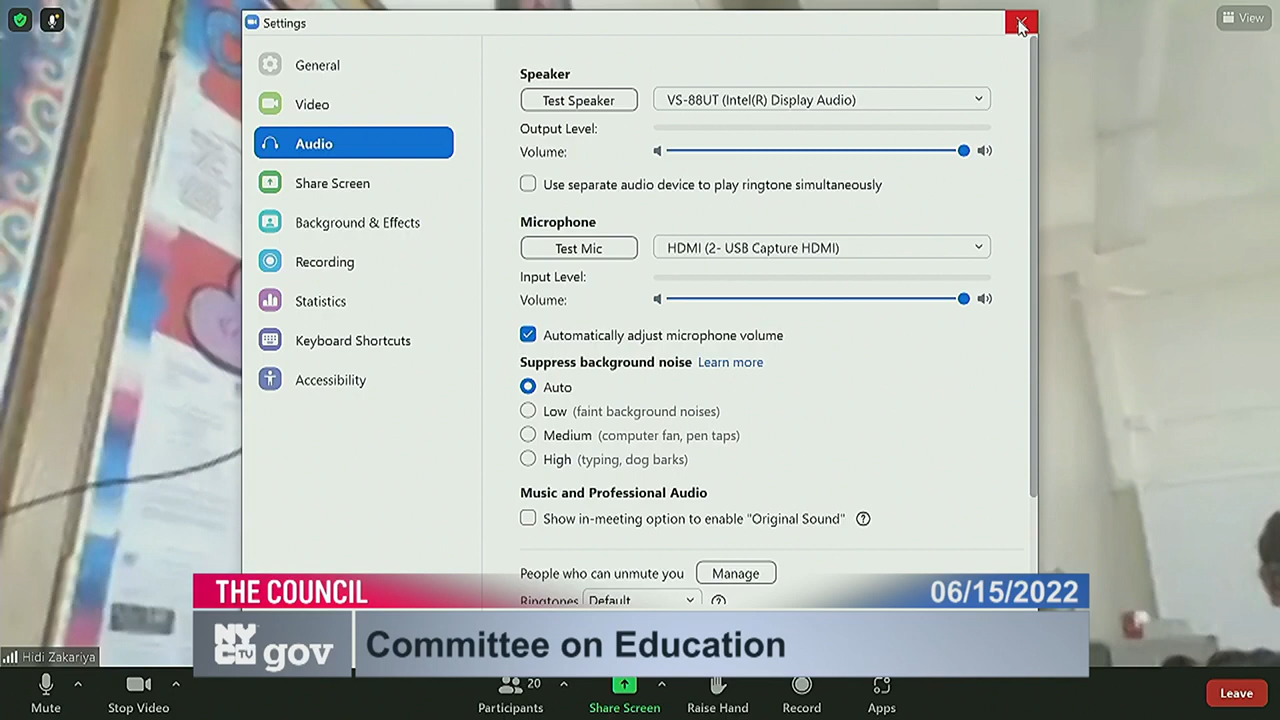 Settings
View
General
Video
Audio
Share Screen
Background & Effects
Recording
Statistics
Keyboard Shortcuts
Accessibility
Speaker
Test Speaker
VS-88UT (Intel(R) Display Audio)
Output Level:
Volume:
Use separate audio device to play ringtone simultaneously
Microphone
Test Mic
HDMI (2- USB Capture HDMI)
Input Level:
Volume:
Automatically adjust microphone volume
Suppress background noise Learn more
Auto
Low (faint background noises)
Medium (computer fan, pen taps)
High (typing, dog barks)
Music and Professional Audio
Show in-meeting option to enable "Original Sound"
People who can unmute you Manage
Ringtones Default
THE COUNCIL 06/15/2022
NYC TV gov
Committee on Education
Hidi Zakariya
Mute
Stop Video
20
Participants
Share Screen
Raise Hand
Record
Apps
Leave